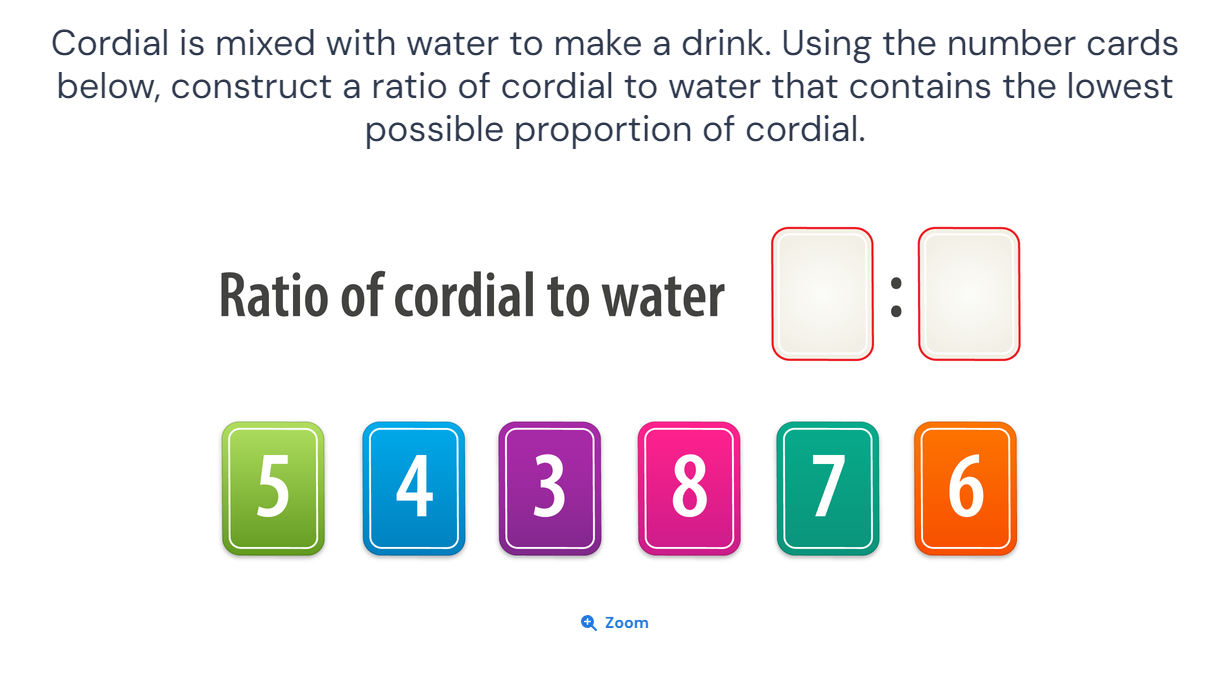 Cordial is mixed with water to make a drink. Using the number cards
below, construct a ratio of cordial to water that contains the lowest
possible proportion of cordial.
Ratio of cordial to water :
5 4 3 8 7 6
Zoom